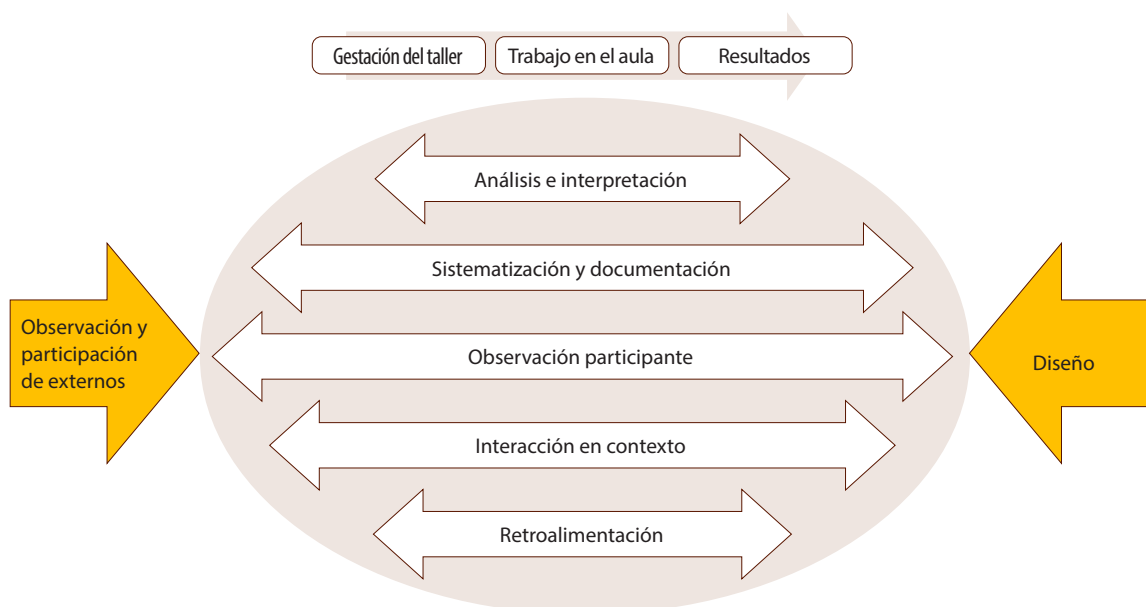 Gestación del taller
Trabajo en el aula
Resultados
Análisis e interpretación
Sistematización y documentación
Observación y
participación
de externos
Observación participante
Diseño
Interacción en contexto
Retroalimentación